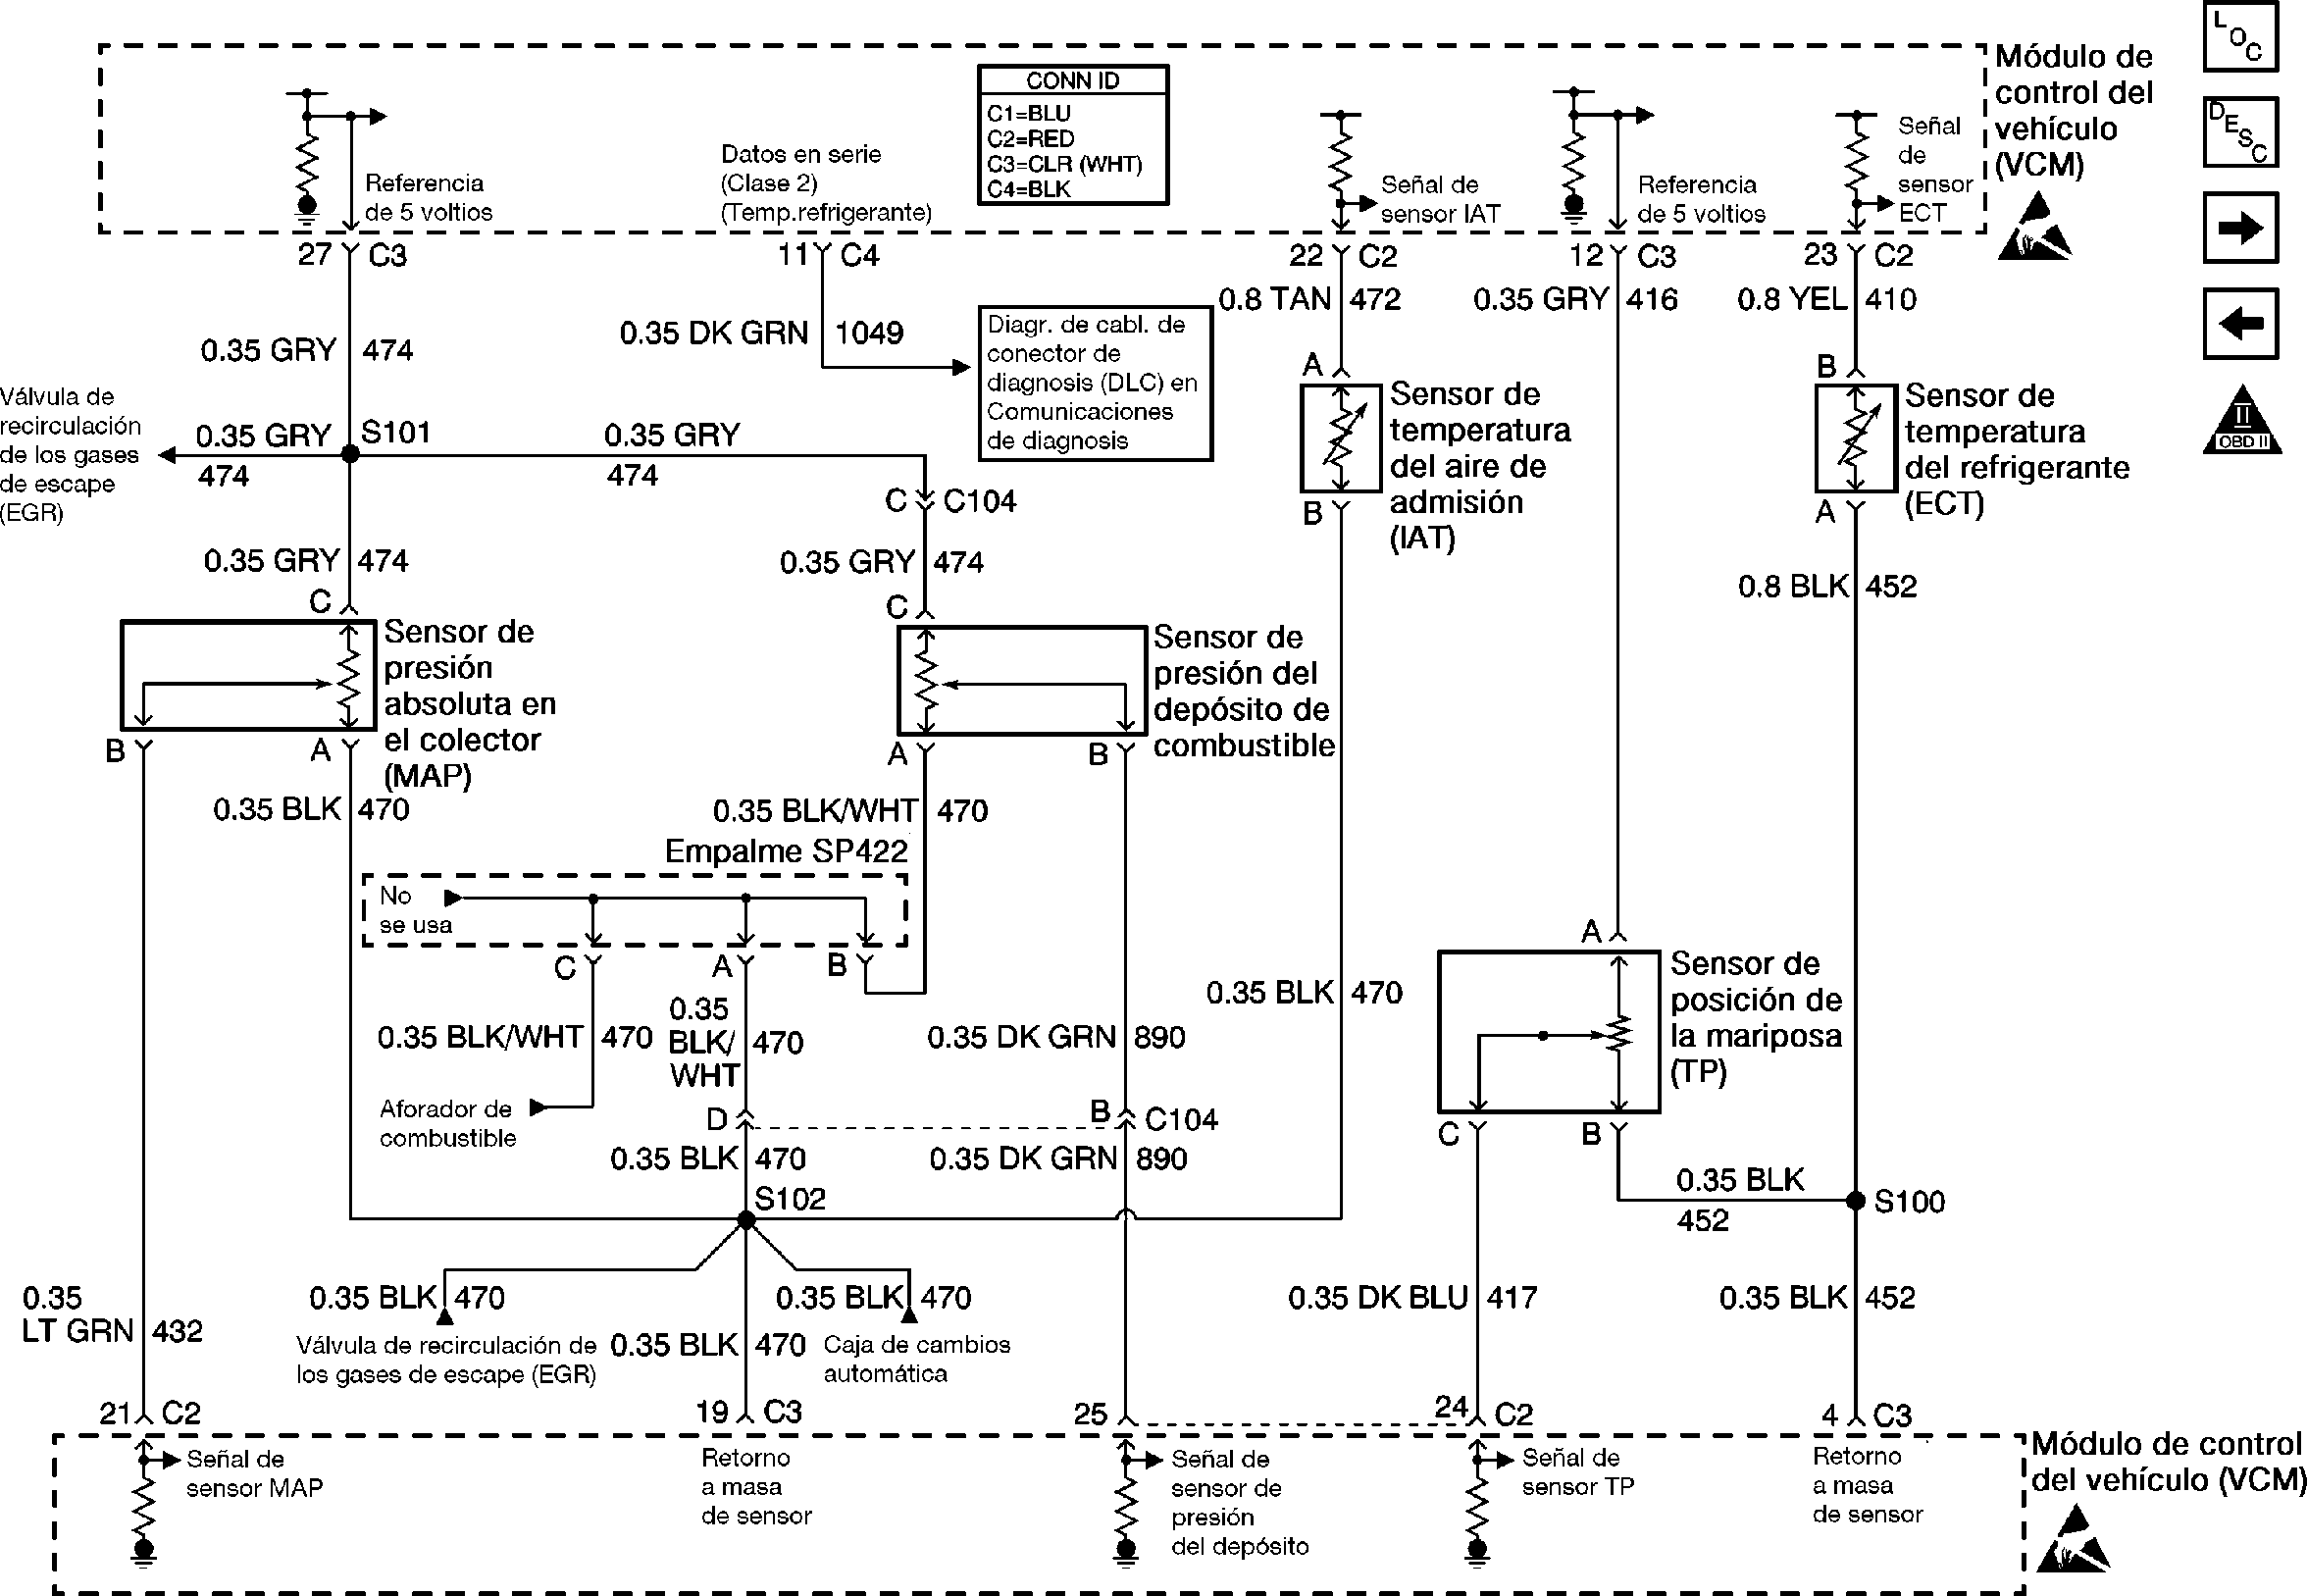 LOC
DESC
OBD II
II
Módulo de
control del
vehículo
(VCM)
CONN ID
C1=BLU
C2=RED
C3=CLR (WHT)
C4=BLK
Referencia
de 5 voltios
Datos en serie
(Clase 2)
(Temp.refrigerante)
Señal de
sensor IAT
Referencia
de 5 voltios
Señal
de
sensor
ECT
27 C3
11 C4
22 C2
12 C3
23 C2
0.8 TAN 472
0.35 GRY 416
0.8 YEL 410
0.35 GRY 474
0.35 DK GRN 1049
Diagr. de cabl. de
conector de
diagnosis (DLC) en
Comunicaciones
de diagnosis
Válvula de
recirculación
de los gases
de escape
(EGR)
0.35 GRY
474
S101
0.35 GRY
474
C C104
A
Sensor de
temperatura
del aire de
admisión
(IAT)
B
B
Sensor de
temperatura
del refrigerante
(ECT)
A
0.35 GRY 474
0.35 GRY 474
0.8 BLK 452
C
Sensor de
presión
absoluta en
el colector
(MAP)
B
A
C
Sensor de
presión del
depósito de
combustible
A
B
0.35 BLK 470
0.35 BLK/WHT 470
Empalme SP422
No
se usa
C
A
B
0.35 BLK/WHT 470
0.35
BLK/
WHT
470
0.35 DK GRN 890
0.35 BLK 470
A
Sensor de
posición de
la mariposa
(TP)
C
B
Aforador de
combustible
D
B C104
0.35 BLK 470
0.35 DK GRN 890
0.35 BLK
452
S100
S102
0.35 BLK 470
0.35 BLK 470
0.35 DK BLU 417
0.35 BLK 452
0.35
LT GRN 432
Válvula de recirculación de
los gases de escape (EGR)
0.35 BLK 470
Caja de cambios
automática
21 C2
19 C3
25
24 C2
4 C3
Señal de
sensor MAP
Retorno
a masa
de sensor
Señal de
sensor de
presión
del depósito
Señal de
sensor TP
Retorno
a masa
de sensor
Módulo de control
del vehículo (VCM)